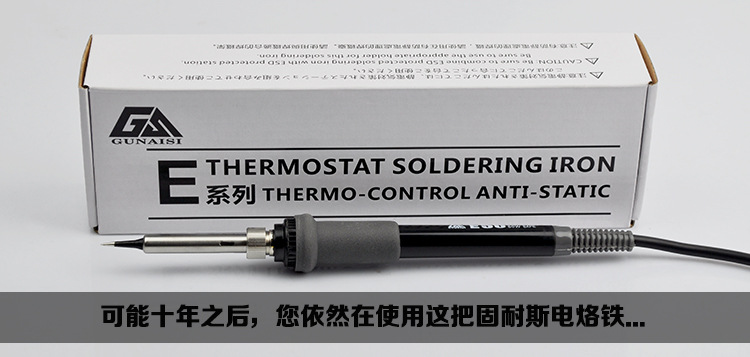 GUNAISI
E THERMOSTAT SOLDERING IRON
系列 THERMO-CONTROL ANTI-STATIC
CAUTION: Be sure to combine ESD protected soldering iron with ESD protected station.
Be sure to use the appropriate holder for this soldering iron.
可能十年之后，您依然在使用这把固耐斯电烙铁...